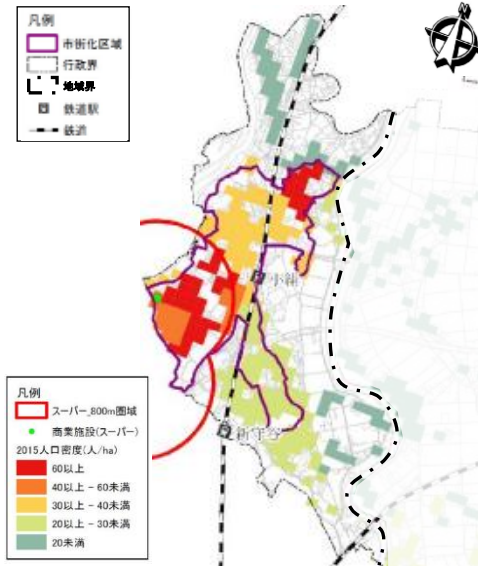 凡例
市街化区域
行政界
地域界
鉄道駅
鉄道
小絹
新守谷
凡例
スーパー_800m圏域
商業施設(スーパー)
2015人口密度(人/ha)
60以上
40以上 - 60未満
30以上 - 40未満
20以上 - 30未満
20未満